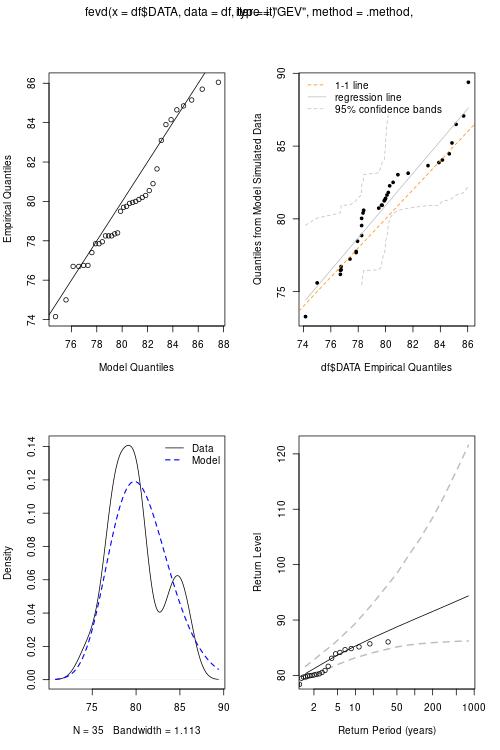 fevd(x = df$DATA, data = df, type = "GEV", method = .method,
86
84
82
80
78
76
74
Empirical Quantiles
76 78 80 82 84 86 88
Model Quantiles
90
85
80
75
Quantiles from Model Simulated Data
1-1 line
regression line
95% confidence bands
74 76 78 80 82 84 86
df$DATA Empirical Quantiles
0.14
0.12
0.10
0.08
0.06
0.04
0.02
0.00
Density
Data
Model
75 80 85 90
N = 35 Bandwidth = 1.113
120
110
100
90
80
Return Level
2 5 10 50 200 1000
Return Period (years)